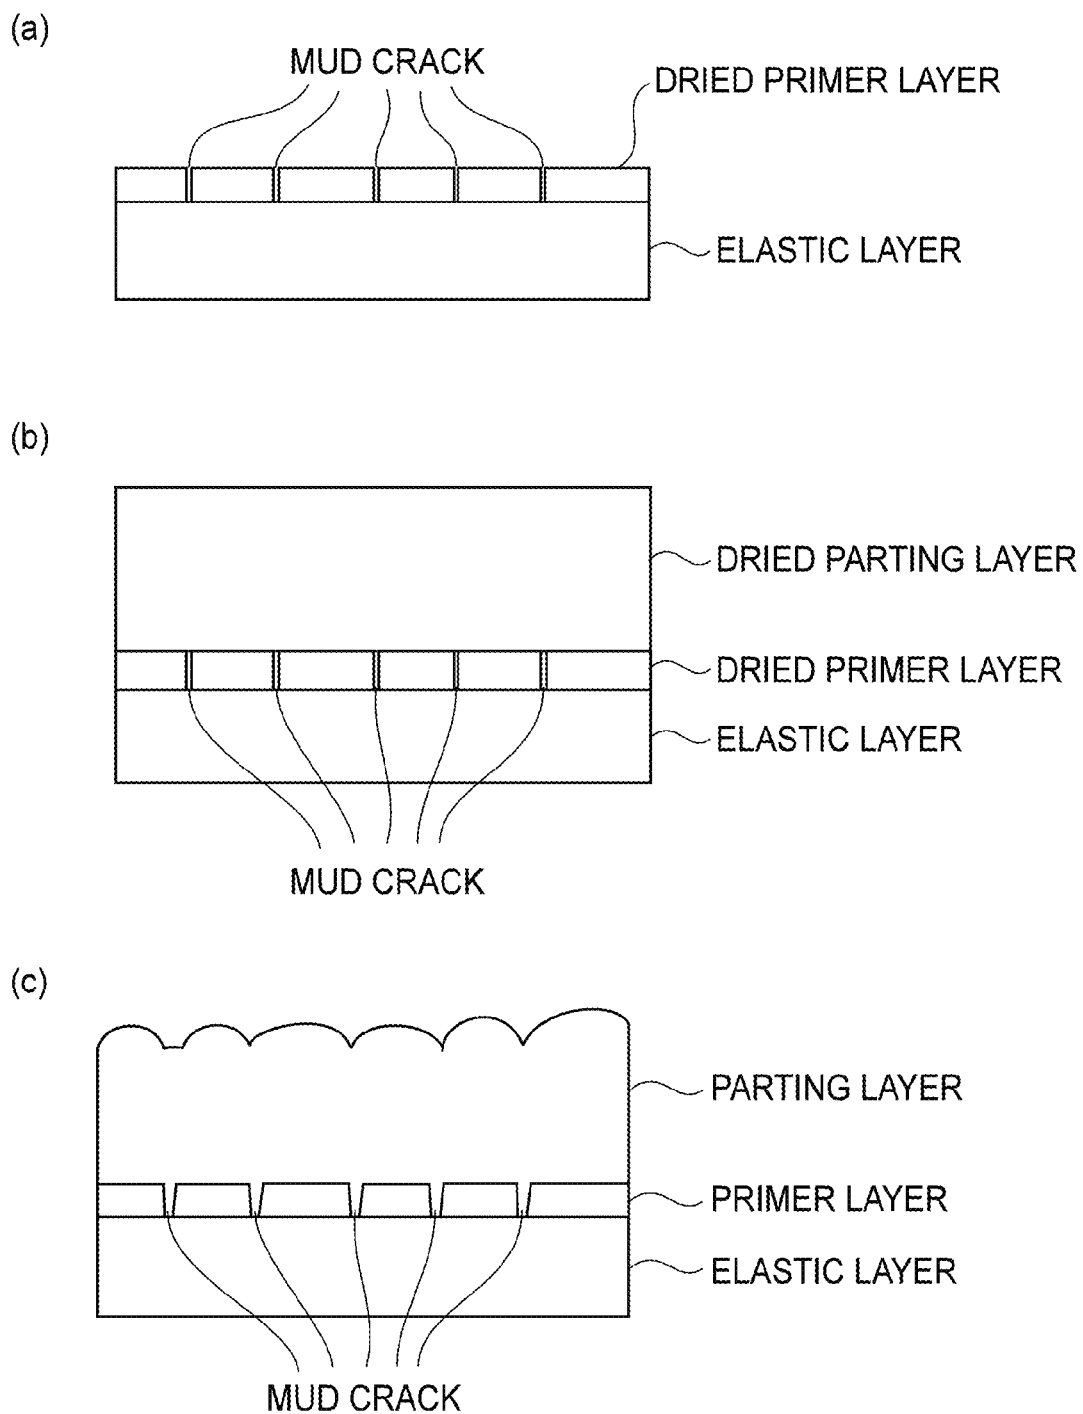 (a)
MUD CRACK
DRIED PRIMER LAYER
ELASTIC LAYER
(b)
DRIED PARTING LAYER
DRIED PRIMER LAYER
ELASTIC LAYER
MUD CRACK
(c)
PARTING LAYER
PRIMER LAYER
ELASTIC LAYER
MUD CRACK